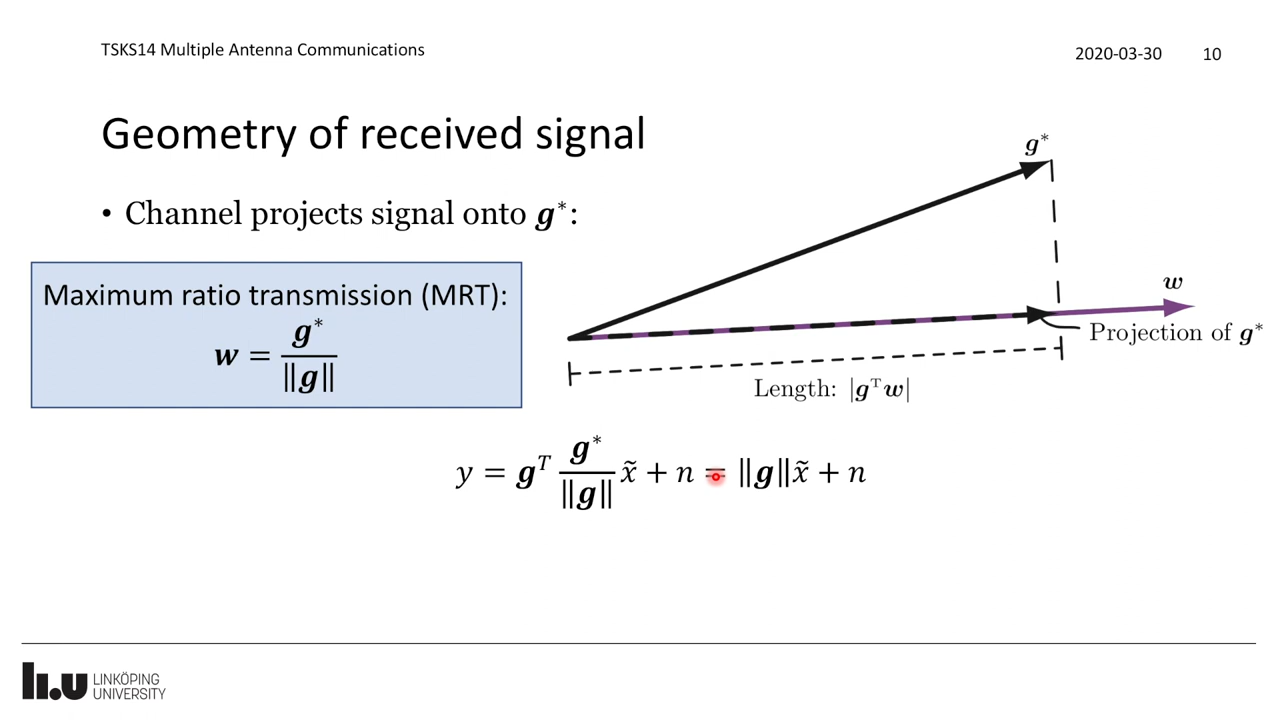 TSKS14 Multiple Antenna Communications
2020-03-30 10
Geometry of received signal
• Channel projects signal onto g*:
Maximum ratio transmission (MRT):
w = g* / ‖g‖
g*
w
Projection of g*
Length: |gᵀw|
y = gᵀ g* / ‖g‖ x̃ + n = ‖g‖x̃ + n
li.u LINKÖPING
UNIVERSITY